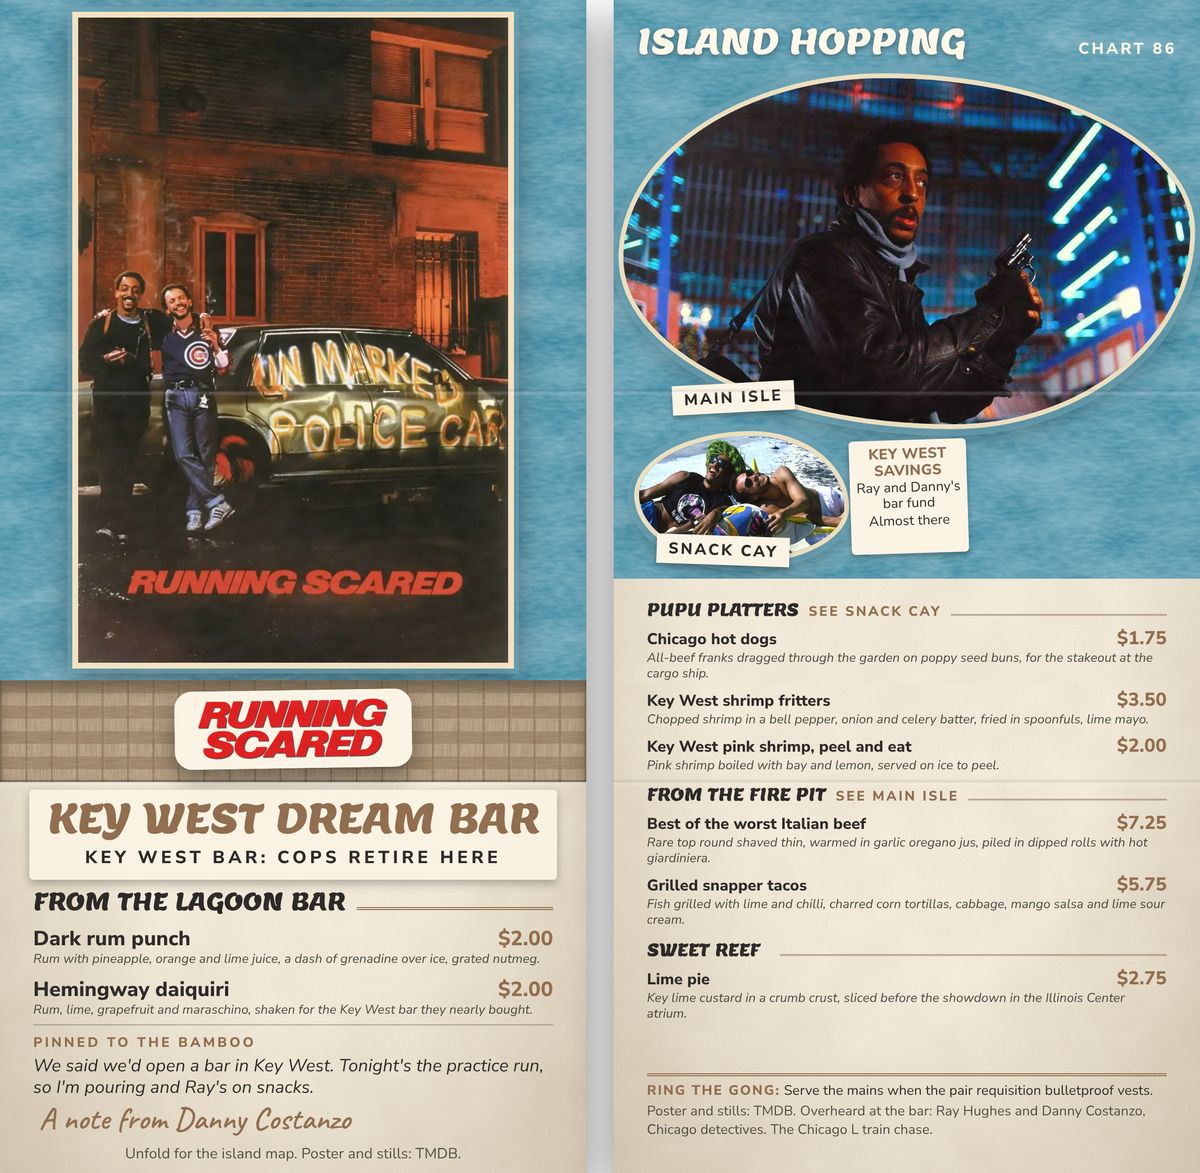 UN MARKED
POLICE CAR
RUNNING SCARED
RUNNING
SCARED
KEY WEST DREAM BAR
KEY WEST BAR: COPS RETIRE HERE
FROM THE LAGOON BAR
Dark rum punch $2.00
Rum with pineapple, orange and lime juice, a dash of grenadine over ice, grated nutmeg.
Hemingway daiquiri $2.00
Rum, lime, grapefruit and maraschino, shaken for the Key West bar they nearly bought.
PINNED TO THE BAMBOO
We said we'd open a bar in Key West. Tonight's the practice run,
so I'm pouring and Ray's on snacks.
A note from Danny Costanzo
Unfold for the island map. Poster and stills: TMDB.
ISLAND HOPPING
CHART 86
MAIN ISLE
KEY WEST
SAVINGS
Ray and Danny's
bar fund
Almost there
SNACK CAY
PUPU PLATTERS SEE SNACK CAY
Chicago hot dogs $1.75
All-beef franks dragged through the garden on poppy seed buns, for the stakeout at the
cargo ship.
Key West shrimp fritters $3.50
Chopped shrimp in a bell pepper, onion and celery batter, fried in spoonfuls, lime mayo.
Key West pink shrimp, peel and eat $2.00
Pink shrimp boiled with bay and lemon, served on ice to peel.
FROM THE FIRE PIT SEE MAIN ISLE
Best of the worst Italian beef $7.25
Rare top round shaved thin, warmed in garlic oregano jus, piled in dipped rolls with hot
giardiniera.
Grilled snapper tacos $5.75
Fish grilled with lime and chilli, charred corn tortillas, cabbage, mango salsa and lime sour
cream.
SWEET REEF
Lime pie $2.75
Key lime custard in a crumb crust, sliced before the showdown in the Illinois Center
atrium.
RING THE GONG: Serve the mains when the pair requisition bulletproof vests.
Poster and stills: TMDB. Overheard at the bar: Ray Hughes and Danny Costanzo,
Chicago detectives. The Chicago L train chase.